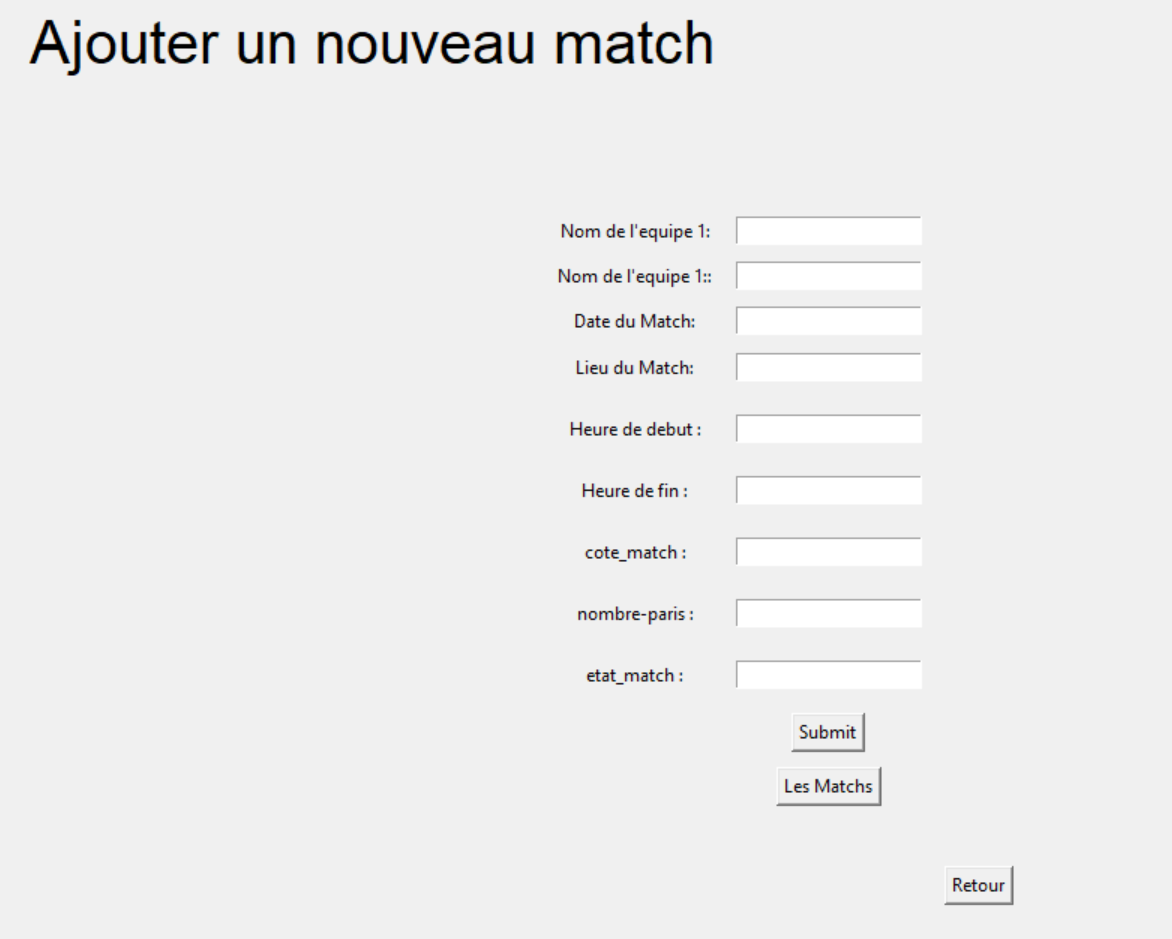 Ajouter un nouveau match
Nom de l'equipe 1:
Nom de l'equipe 1::
Date du Match:
Lieu du Match:
Heure de debut :
Heure de fin :
cote_match :
nombre-paris :
etat_match :
Submit
Les Matchs
Retour